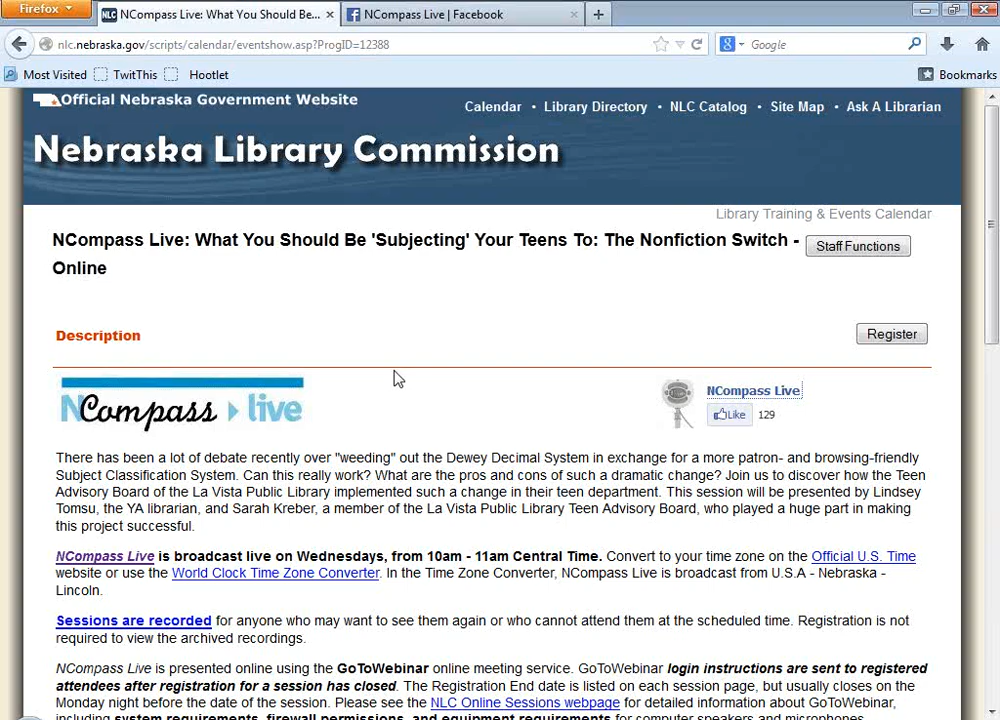 Firefox
NCompass Live: What You Should Be...
NCompass Live | Facebook
nlc.nebraska.gov/scripts/calendar/eventshow.asp?ProgID=12388
Google
Most Visited TwitThis Hootlet
Bookmarks
Official Nebraska Government Website
Calendar • Library Directory • NLC Catalog • Site Map • Ask A Librarian
Nebraska Library Commission
Library Training & Events Calendar
NCompass Live: What You Should Be 'Subjecting' Your Teens To: The Nonfiction Switch -
Online
Staff Functions
Description
Register
NCompass live
NCompass Live
Like 129
There has been a lot of debate recently over "weeding" out the Dewey Decimal System in exchange for a more patron- and browsing-friendly
Subject Classification System. Can this really work? What are the pros and cons of such a dramatic change? Join us to discover how the Teen
Advisory Board of the La Vista Public Library implemented such a change in their teen department. This session will be presented by Lindsey
Tomsu, the YA librarian, and Sarah Kreber, a member of the La Vista Public Library Teen Advisory Board, who played a huge part in making
this project successful.
NCompass Live is broadcast live on Wednesdays, from 10am - 11am Central Time. Convert to your time zone on the Official U.S. Time
website or use the World Clock Time Zone Converter. In the Time Zone Converter, NCompass Live is broadcast from U.S.A - Nebraska -
Lincoln.
Sessions are recorded for anyone who may want to see them again or who cannot attend them at the scheduled time. Registration is not
required to view the archived recordings.
NCompass Live is presented online using the GoToWebinar online meeting service. GoToWebinar login instructions are sent to registered
attendees after registration for a session has closed. The Registration End date is listed on each session page, but usually closes on the
Monday night before the date of the session. Please see the NLC Online Sessions webpage for detailed information about GoToWebinar,
including system requirements, firewall permissions, and equipment requirements for computer speakers and microphones.